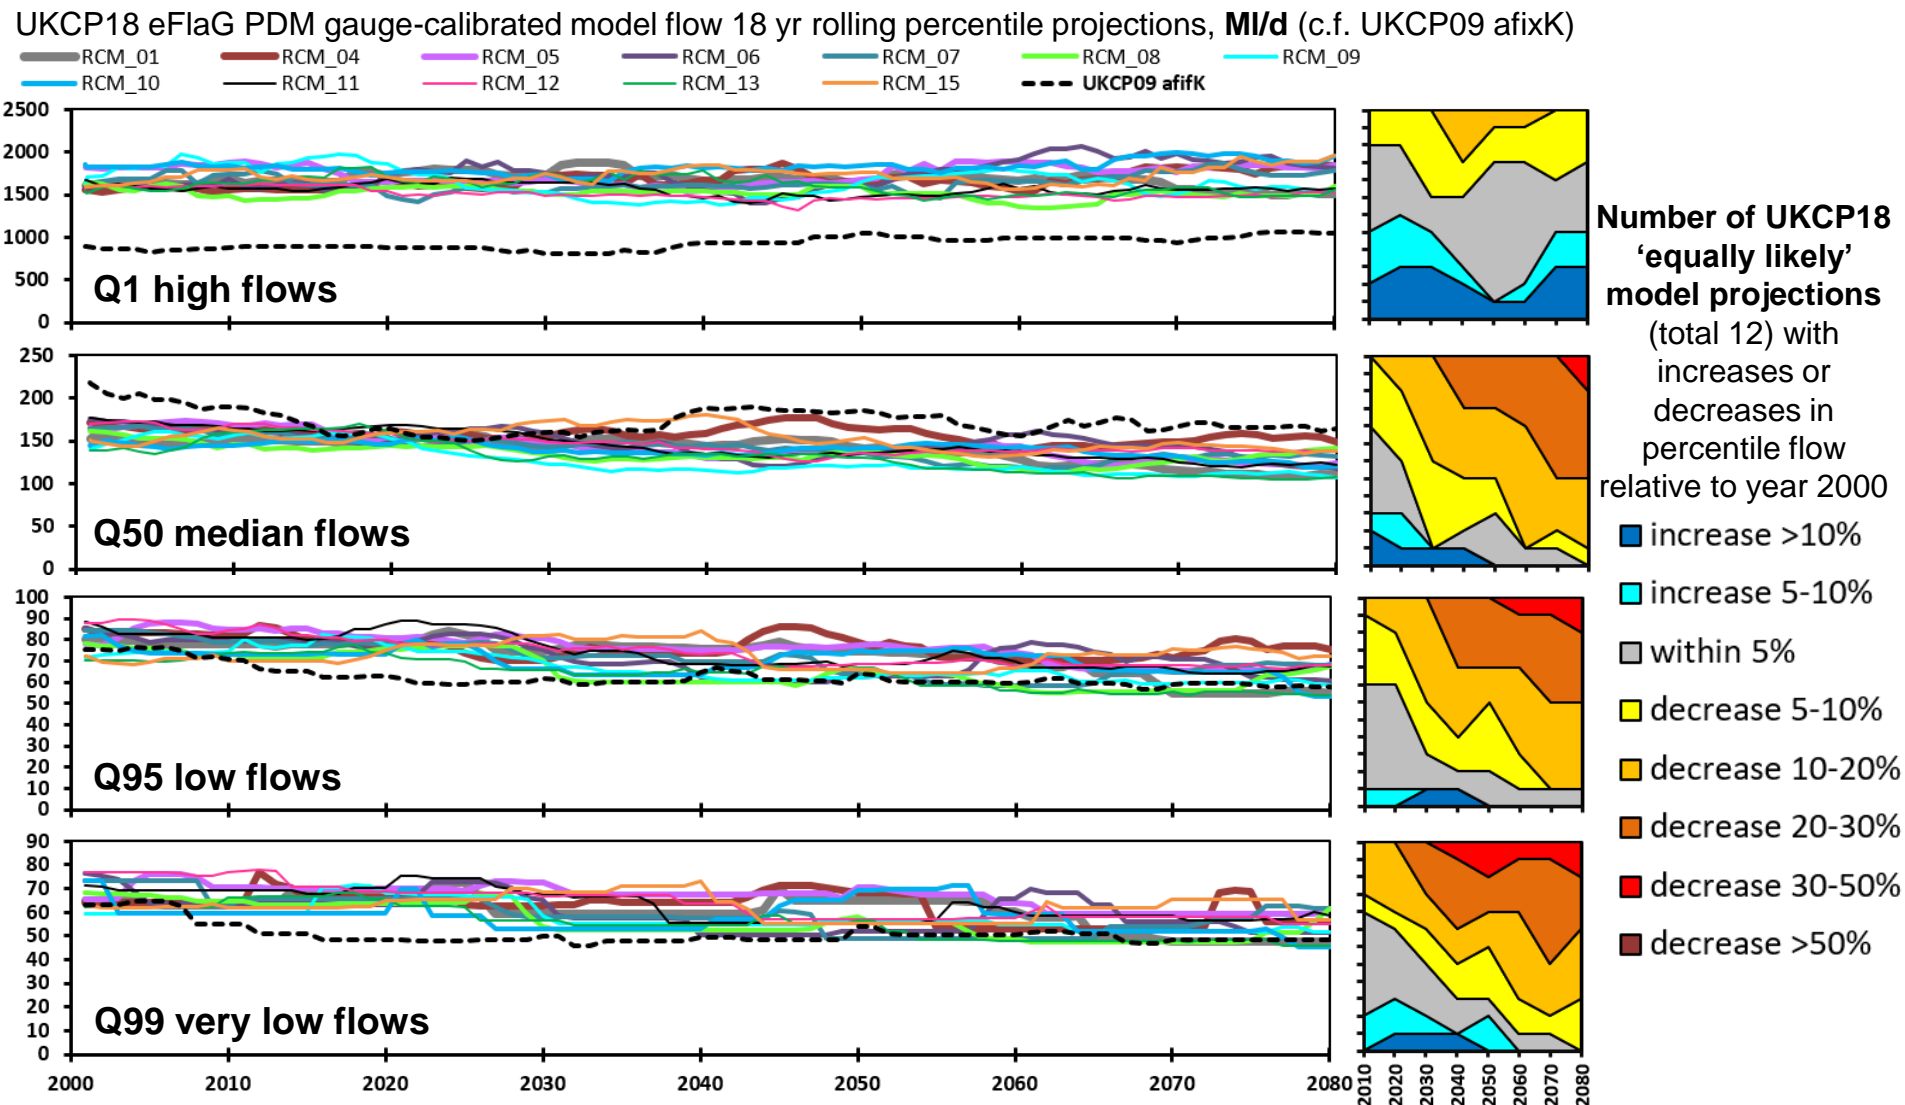 UKCP18 eFlaG PDM gauge-calibrated model flow 18 yr rolling percentile projections, Ml/d (c.f. UKCP09 afixK)
RCM_01 RCM_04 RCM_05 RCM_06 RCM_07 RCM_08 RCM_09
RCM_10 RCM_11 RCM_12 RCM_13 RCM_15 UKCP09 afifK
2500
2000
1500
1000
500
0
Q1 high flows
250
200
150
100
50
0
Q50 median flows
100
90
80
70
60
50
40
30
20
10
0
Q95 low flows
90
80
70
60
50
40
30
20
10
0
Q99 very low flows
2000 2010 2020 2030 2040 2050 2060 2070 2080
2010
2020
2030
2040
2050
2060
2070
2080
Number of UKCP18
‘equally likely’
model projections
(total 12) with
increases or
decreases in
percentile flow
relative to year 2000
increase >10%
increase 5-10%
within 5%
decrease 5-10%
decrease 10-20%
decrease 20-30%
decrease 30-50%
decrease >50%